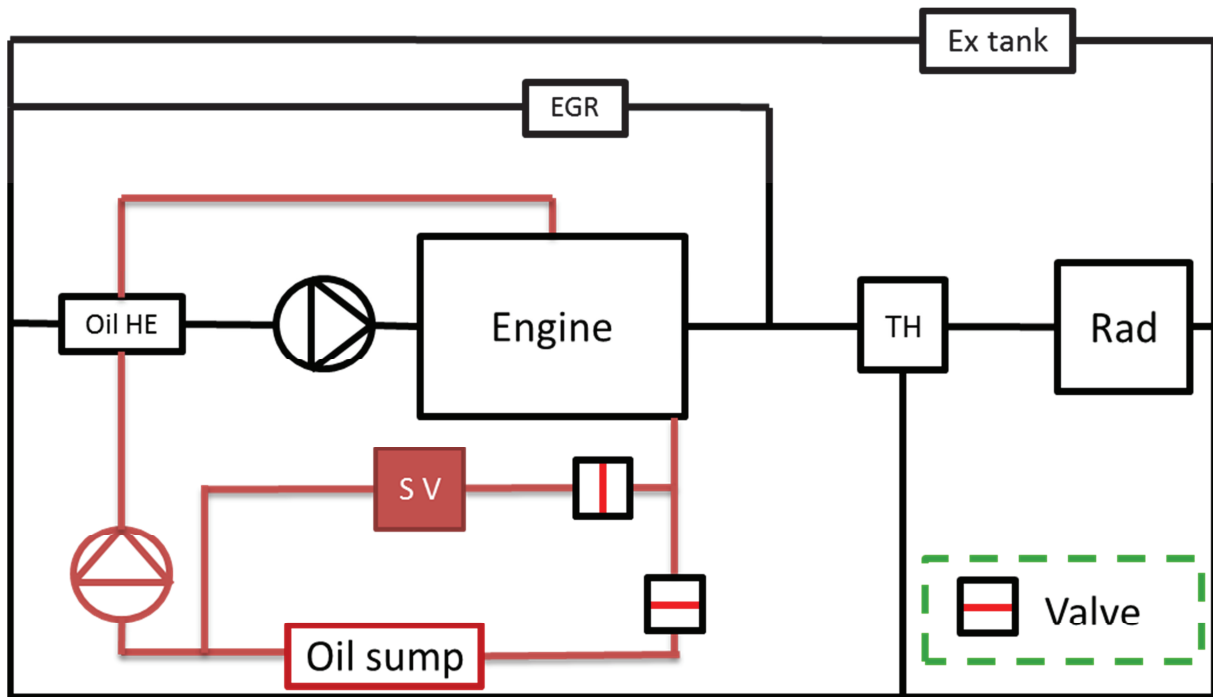 Ex tank
EGR
Oil HE
Engine
TH
Rad
S V
Valve
Oil sump